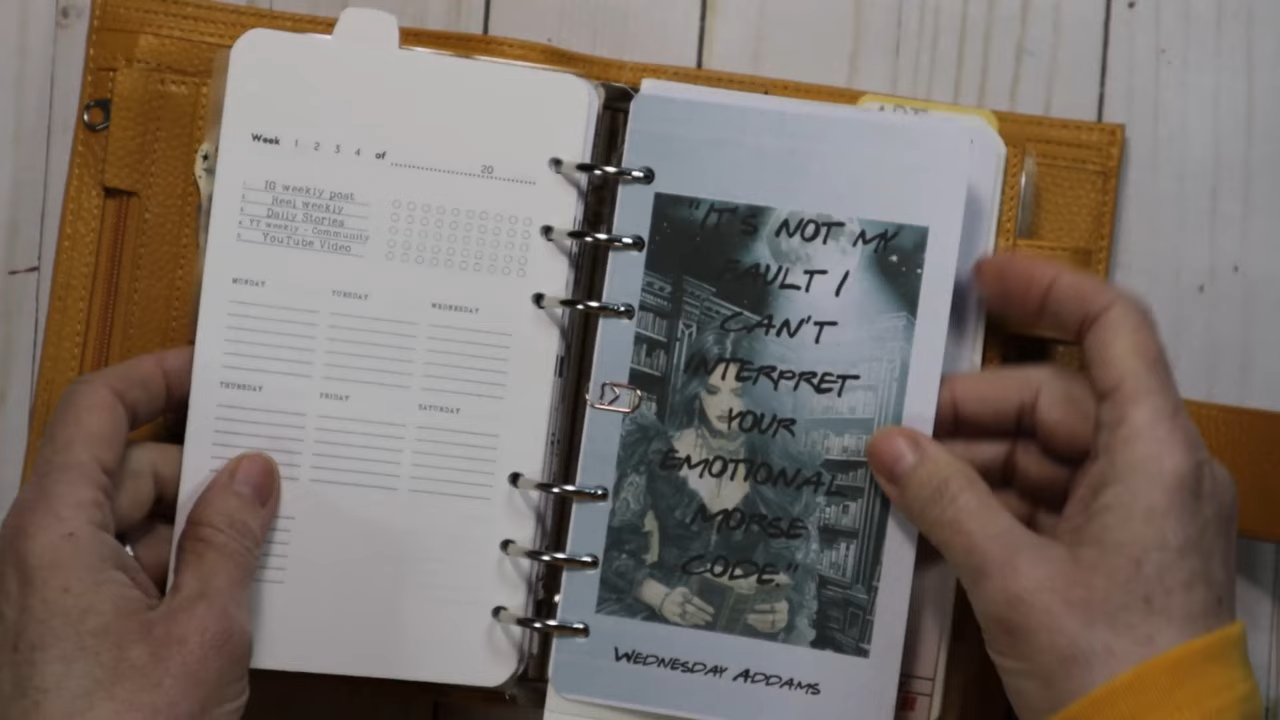 Week 1 2 3 4 of 20
1. IG weekly post
2. Reel weekly
3. Daily Stories
4. YT weekly - Community
5. YouTube Video
MONDAY TUESDAY WEDNESDAY
THURSDAY FRIDAY SATURDAY
"IT'S NOT MY
FAULT I
CAN'T
INTERPRET
YOUR
EMOTIONAL
MORSE
CODE."
WEDNESDAY ADDAMS